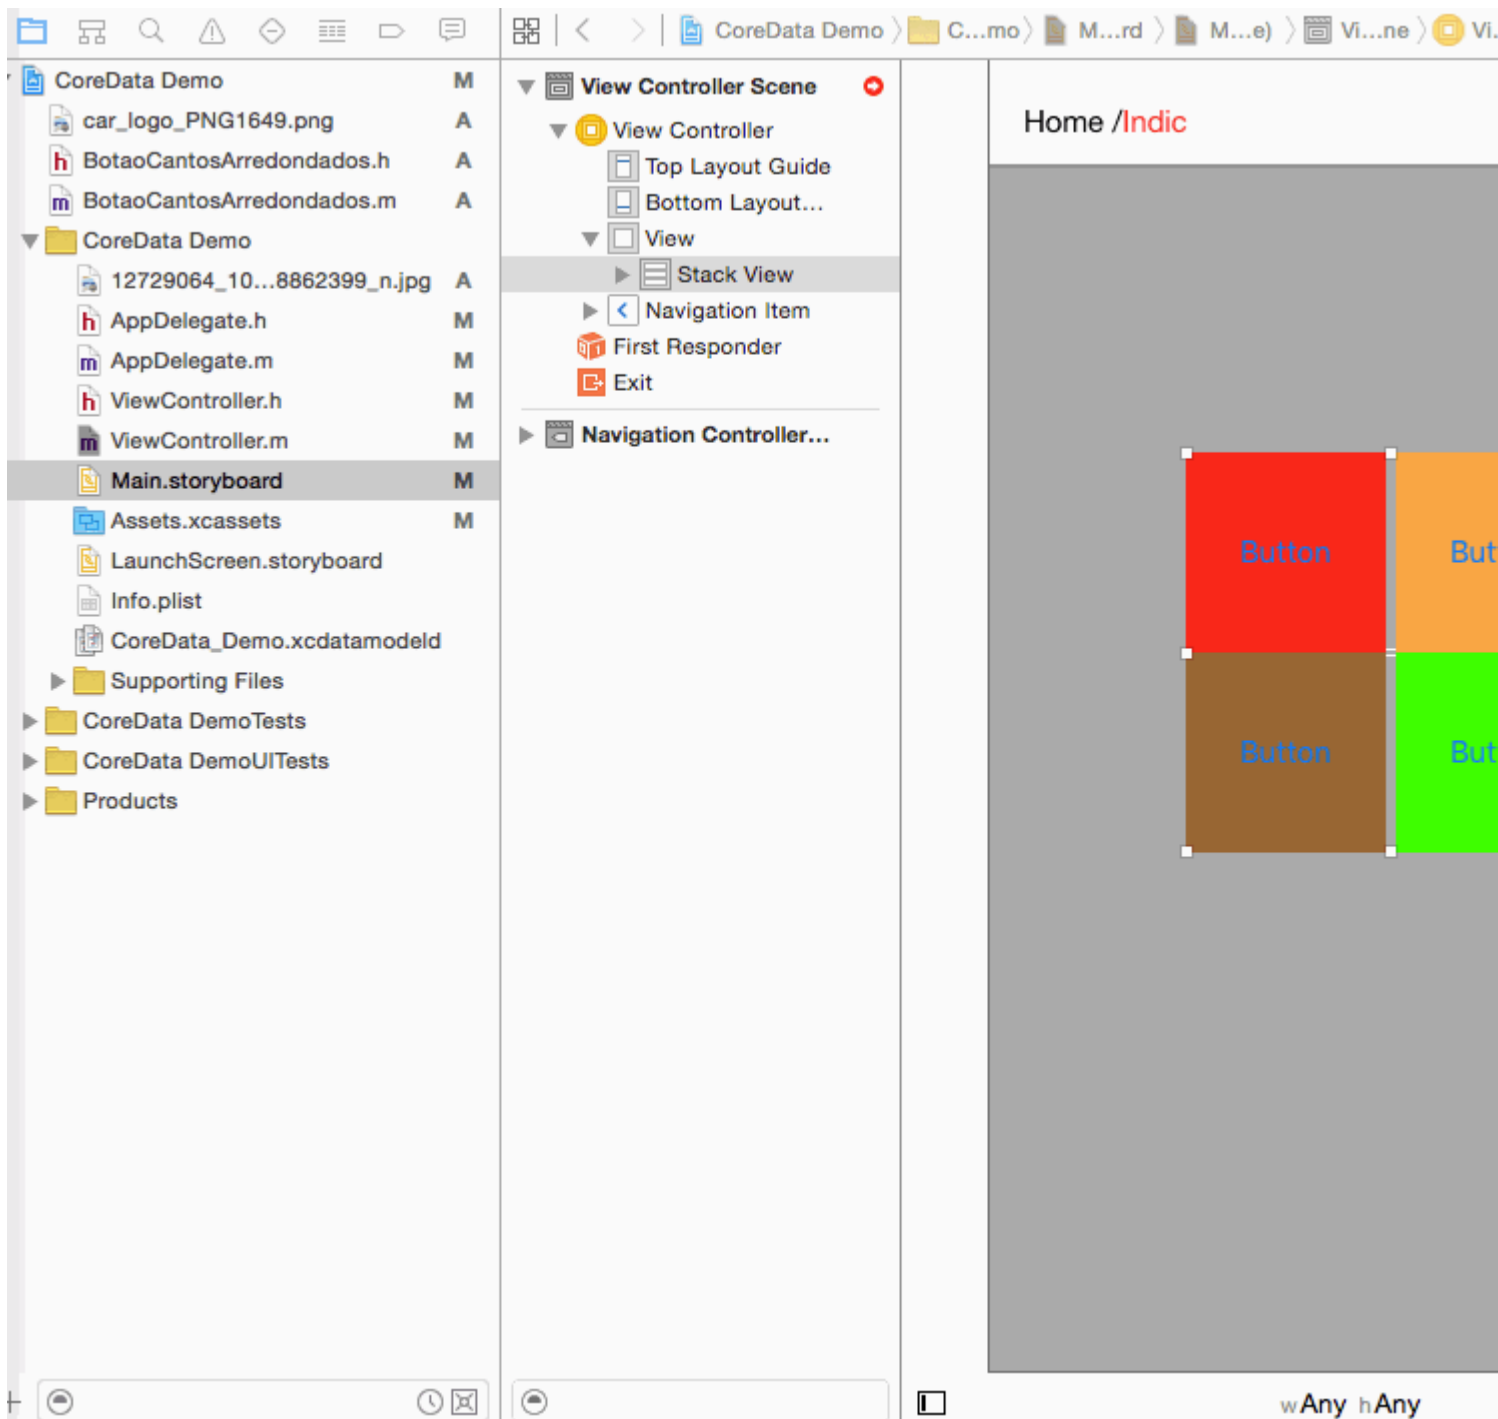 CoreData Demo C...mo M...rd M...e) Vi...ne Vi.
CoreData Demo M
car_logo_PNG1649.png A
h BotaoCantosArredondados.h A
m BotaoCantosArredondados.m A
CoreData Demo
12729064_10...8862399_n.jpg A
h AppDelegate.h M
m AppDelegate.m M
h ViewController.h M
m ViewController.m M
Main.storyboard M
Assets.xcassets M
LaunchScreen.storyboard
Info.plist
CoreData_Demo.xcdatamodeld
Supporting Files
CoreData DemoTests
CoreData DemoUITests
Products
View Controller Scene
View Controller
Top Layout Guide
Bottom Layout...
View
Stack View
Navigation Item
First Responder
Exit
Navigation Controller...
Home /Indic
Button But
Button But
wAny hAny